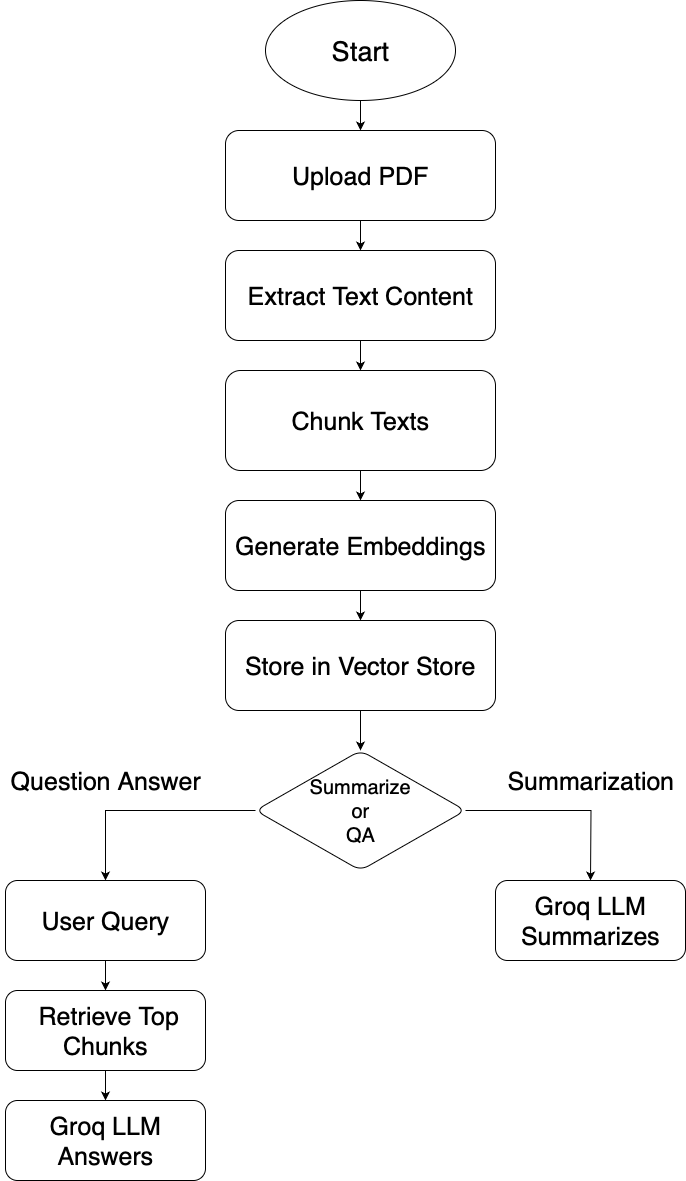 Start
Upload PDF
Extract Text Content
Chunk Texts
Generate Embeddings
Store in Vector Store
Question Answer
Summarize
or
QA
Summarization
User Query
Retrieve Top
Chunks
Groq LLM
Answers
Groq LLM
Summarizes